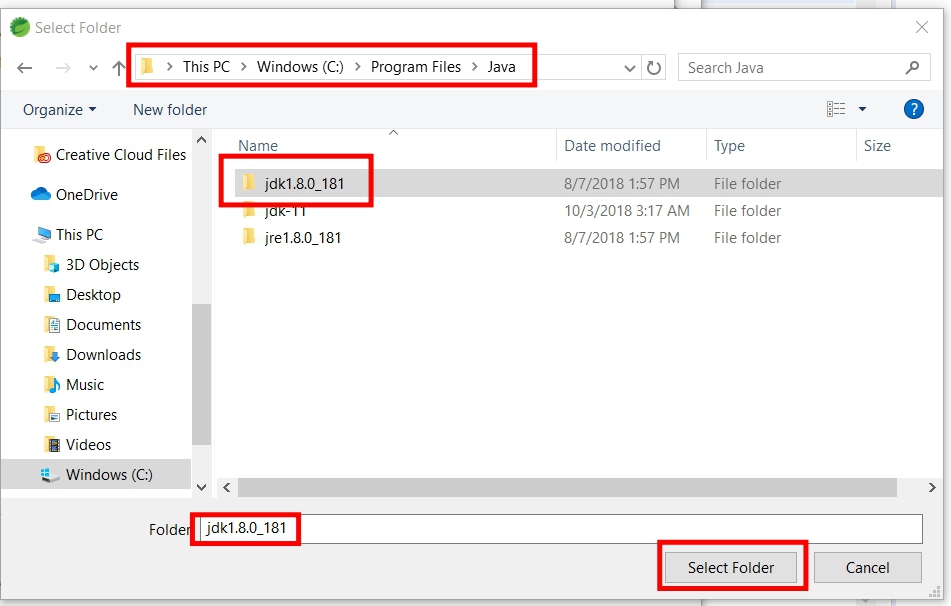 Select Folder
This PC > Windows (C:) > Program Files > Java
Search Java
Organize
New folder
?
Name
Date modified
Type
Size
Creative Cloud Files
OneDrive
This PC
3D Objects
Desktop
Documents
Downloads
Music
Pictures
Videos
Windows (C:)
jdk1.8.0_181 8/7/2018 1:57 PM File folder
jdk-11 10/3/2018 3:17 AM File folder
jre1.8.0_181 8/7/2018 1:57 PM File folder
Folder jdk1.8.0_181
Select Folder
Cancel